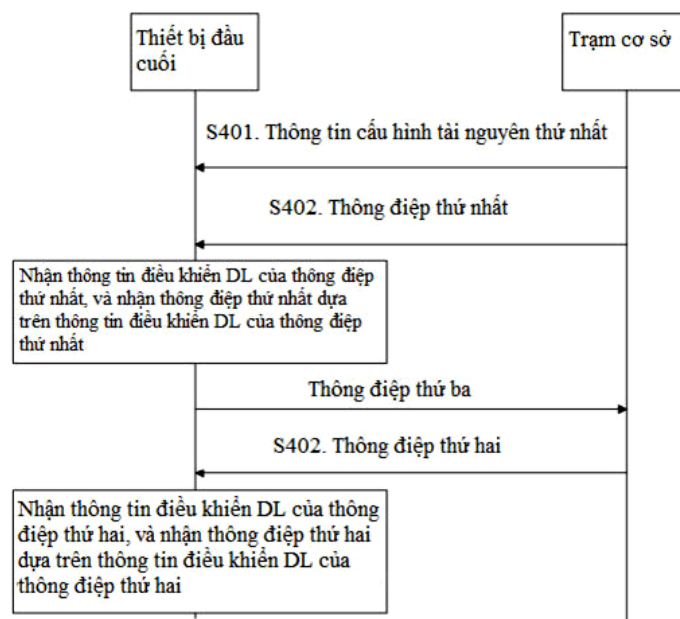 Thiết bị đầu
cuối
Trạm cơ sở
S401. Thông tin cấu hình tài nguyên thứ nhất
S402. Thông điệp thứ nhất
Nhận thông tin điều khiển DL của thông điệp
thứ nhất, và nhận thông điệp thứ nhất dựa
trên thông tin điều khiển DL của thông điệp
thứ nhất
Thông điệp thứ ba
S402. Thông điệp thứ hai
Nhận thông tin điều khiển DL của thông
điệp thứ hai, và nhận thông điệp thứ hai
dựa trên thông tin điều khiển DL của
thông điệp thứ hai